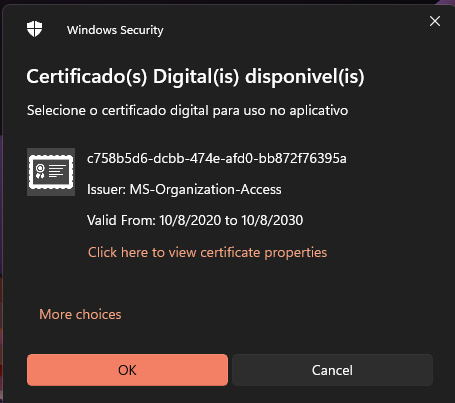 Windows Security
Certificado(s) Digital(is) disponivel(is)
Selecione o certificado digital para uso no aplicativo
c758b5d6-dcbb-474e-afd0-bb872f76395a
Issuer: MS-Organization-Access
Valid From: 10/8/2020 to 10/8/2030
Click here to view certificate properties
More choices
OK
Cancel